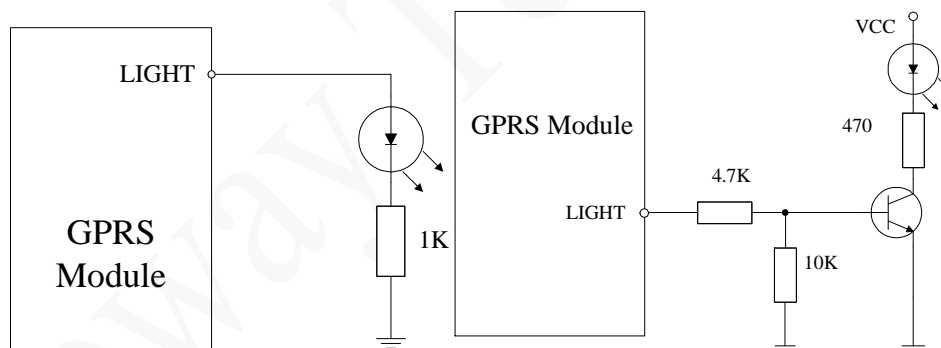 LIGHT
GPRS
Module
1K
GPRS Module
LIGHT
4.7K
10K
VCC
470